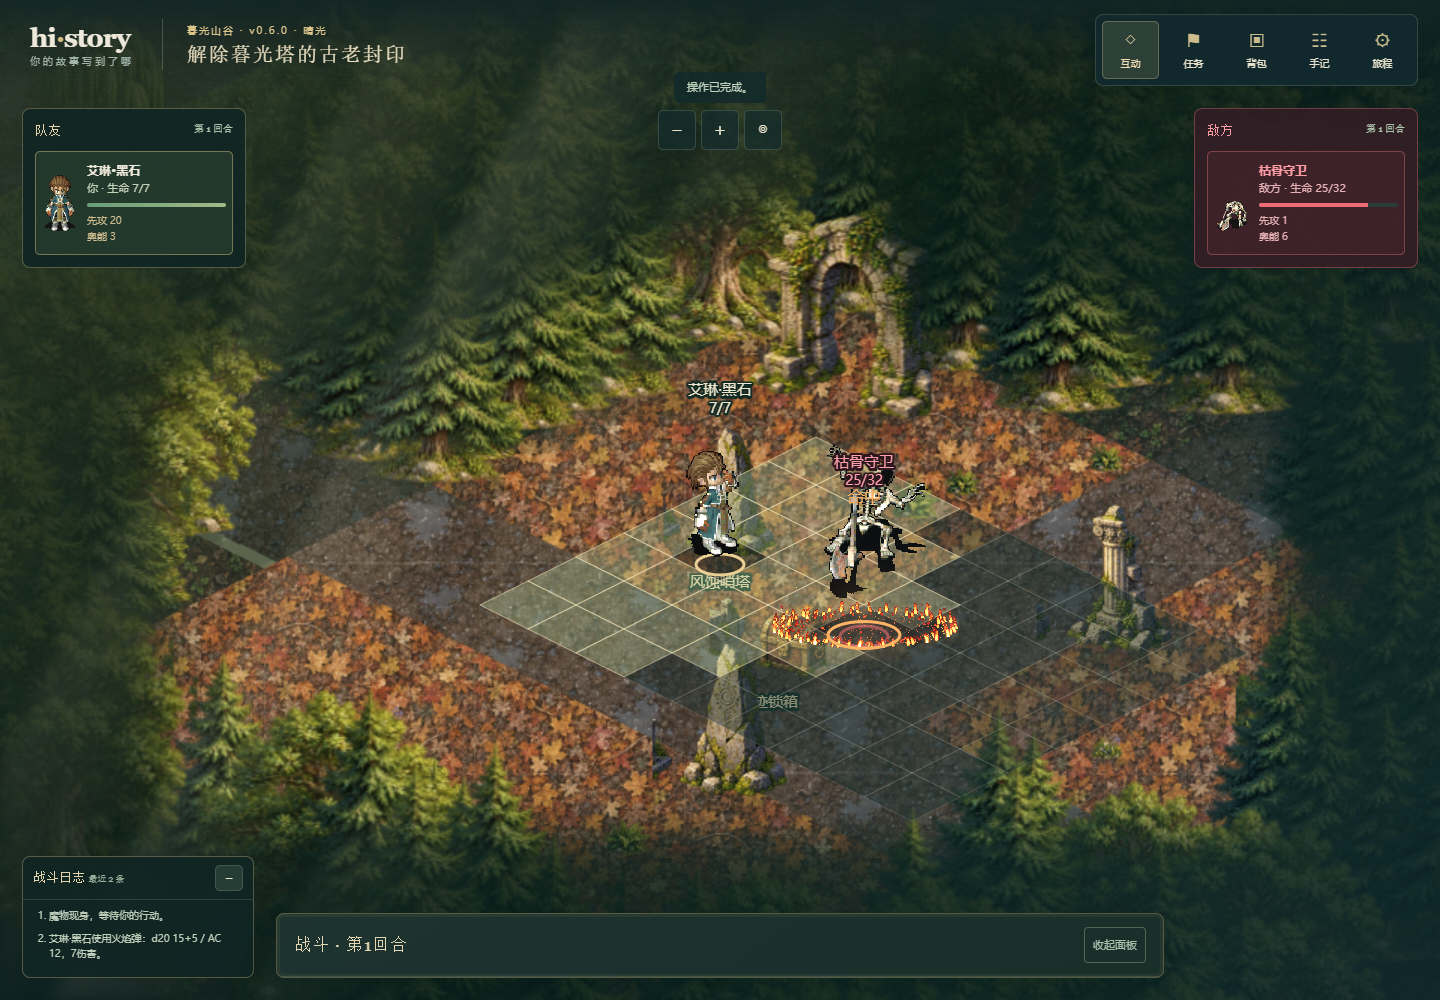 hi·story
你的故事写到了哪
暮光山谷 · v0.6.0 · 晴光
解除暮光塔的古老封印
互动
任务
背包
手记
旅程
操作已完成。
−
+
队友
第1回合
艾琳·黑石
你 · 生命 7/7
先攻 20
奥能 3
敌方
第1回合
枯骨守卫
敌方 · 生命 25/32
先攻 1
奥能 6
艾琳·黑石
7/7
枯骨守卫
25/32
风蚀哨塔
战斗日志 最近2条
−
1. 魔物现身，等待你的行动。
2. 艾琳·黑石使用火焰弹：d20 15+5 / AC
12，7伤害。
战斗 · 第1回合
收起面板